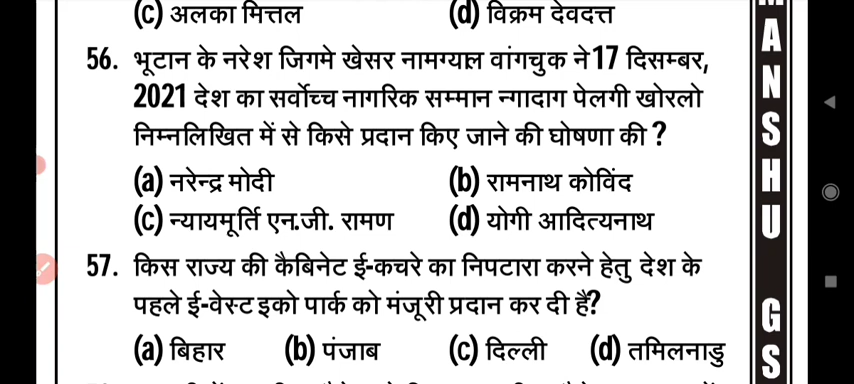 (c) अलका मित्तल (d) विक्रम देवदत्त
56. भूटान के नरेश जिगमे खेसर नामग्याल वांगचुक ने 17 दिसम्बर,
2021 देश का सर्वोच्च नागरिक सम्मान न्गादाग पेलगी खोरलो
निम्नलिखित में से किसे प्रदान किए जाने की घोषणा की ?
(a) नरेन्द्र मोदी (b) रामनाथ कोविंद
(c) न्यायमूर्ति एन.जी. रामण (d) योगी आदित्यनाथ
57. किस राज्य की कैबिनेट ई-कचरे का निपटारा करने हेतु देश के
पहले ई-वेस्ट इको पार्क को मंजूरी प्रदान कर दी हैं?
(a) बिहार (b) पंजाब (c) दिल्ली (d) तमिलनाडु
MANSHU GS